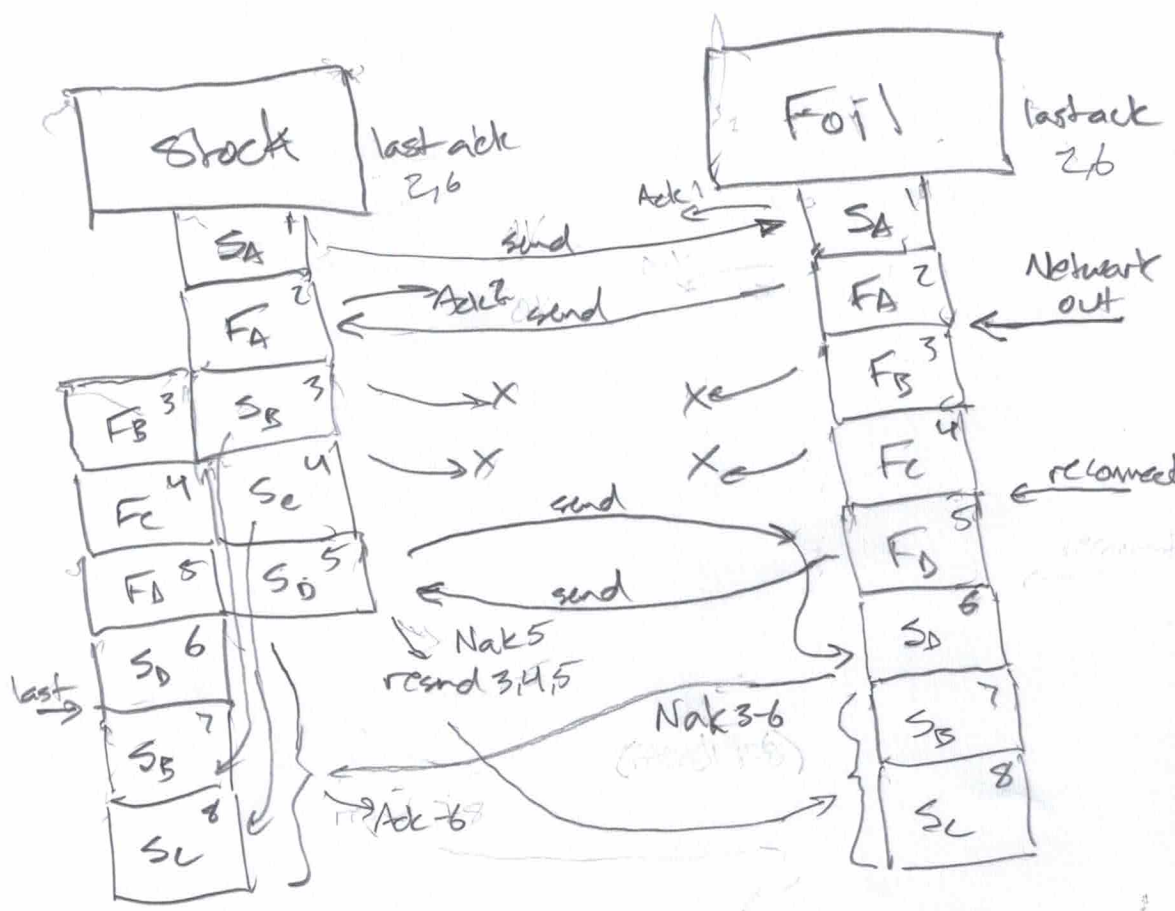 Stock
last ack
2,6
Foil
last ack
2,6
SA 1
Ack 1
send
SA 1
FA 2
Ack 2
send
FA 2
Network
out
FB 3
SB 3
X
X
FB 3
FC 4
SC 4
X
X
FC 4
reconnect
send
FD 5
SD 5
send
FD 5
Nak 5
resend 3,4,5
SD 6
SD 6
last
Nak 3-6
SB 7
SB 7
Ack-6
SC 8
SC 8